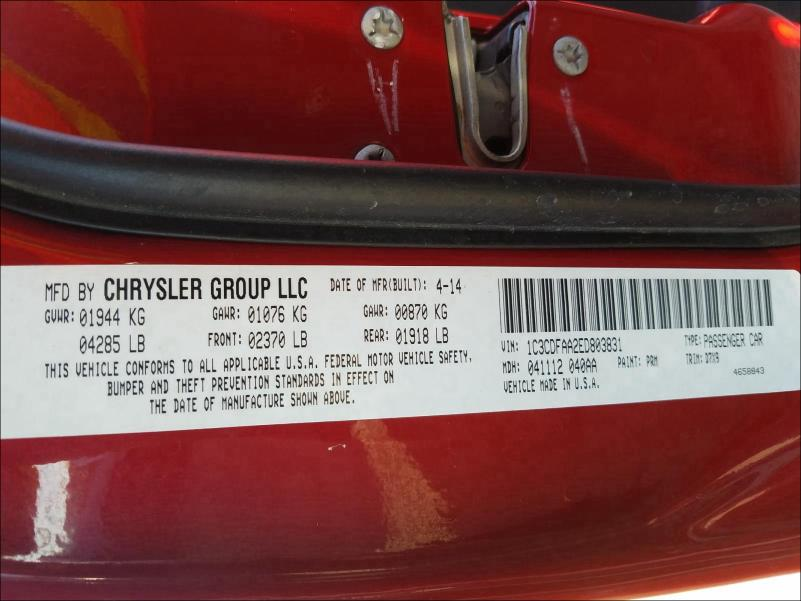 MFD BY CHRYSLER GROUP LLC DATE OF MFR(BUILT): 4-14
GVWR: 01944 KG GAWR: 01076 KG GAWR: 00870 KG
04285 LB FRONT: 02370 LB REAR: 01918 LB
THIS VEHICLE CONFORMS TO ALL APPLICABLE U.S.A. FEDERAL MOTOR VEHICLE SAFETY,
BUMPER AND THEFT PREVENTION STANDARDS IN EFFECT ON
THE DATE OF MANUFACTURE SHOWN ABOVE.
VIN: 1C3CDFAA2ED803831 TYPE: PASSENGER CAR
MDH: 041112 040AA PAINT: PRM TRIM: D7X9
VEHICLE MADE IN U.S.A. 4658843